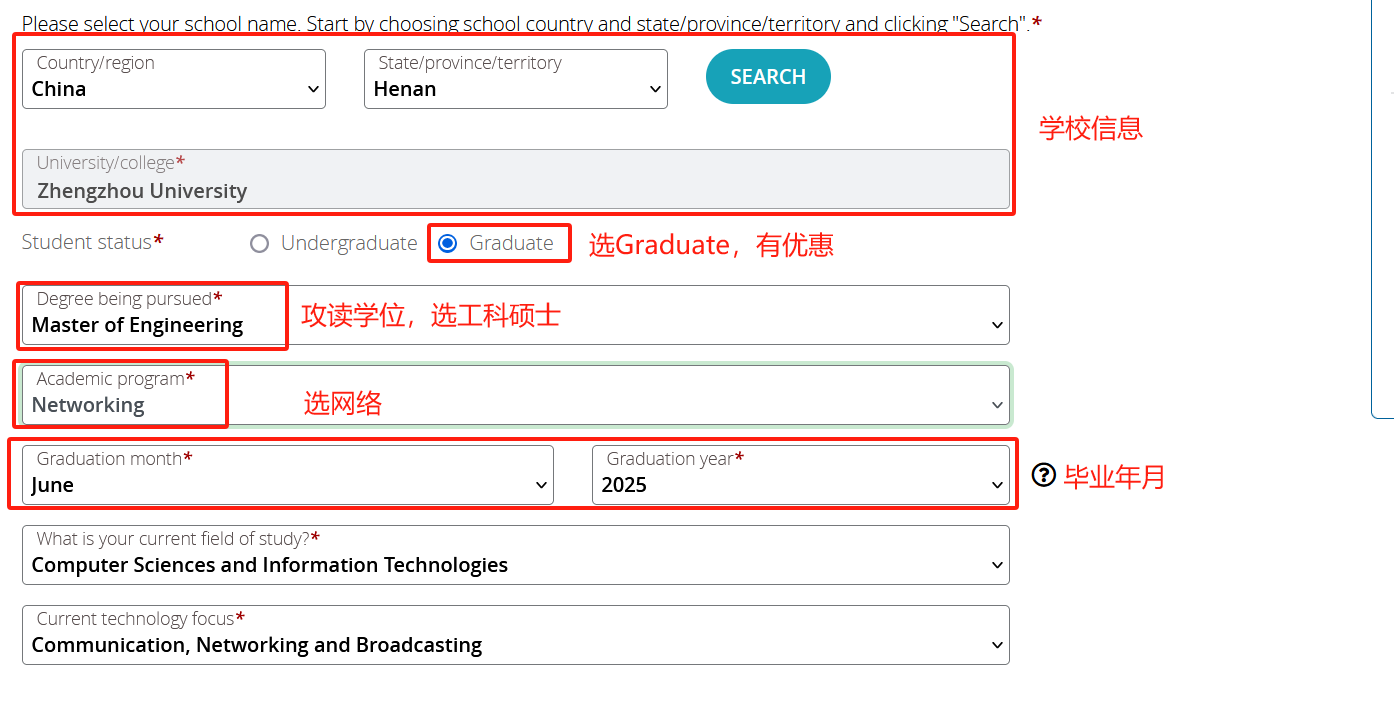 Please select your school name. Start by choosing school country and state/province/territory and clicking "Search".*
Country/region
China
State/province/territory
Henan
SEARCH
学校信息
University/college*
Zhengzhou University
Student status*
Undergraduate
Graduate
选Graduate，有优惠
Degree being pursued*
Master of Engineering
攻读学位，选工科硕士
Academic program*
Networking
选网络
Graduation month*
June
Graduation year*
2025
?
毕业年月
What is your current field of study?*
Computer Sciences and Information Technologies
Current technology focus*
Communication, Networking and Broadcasting